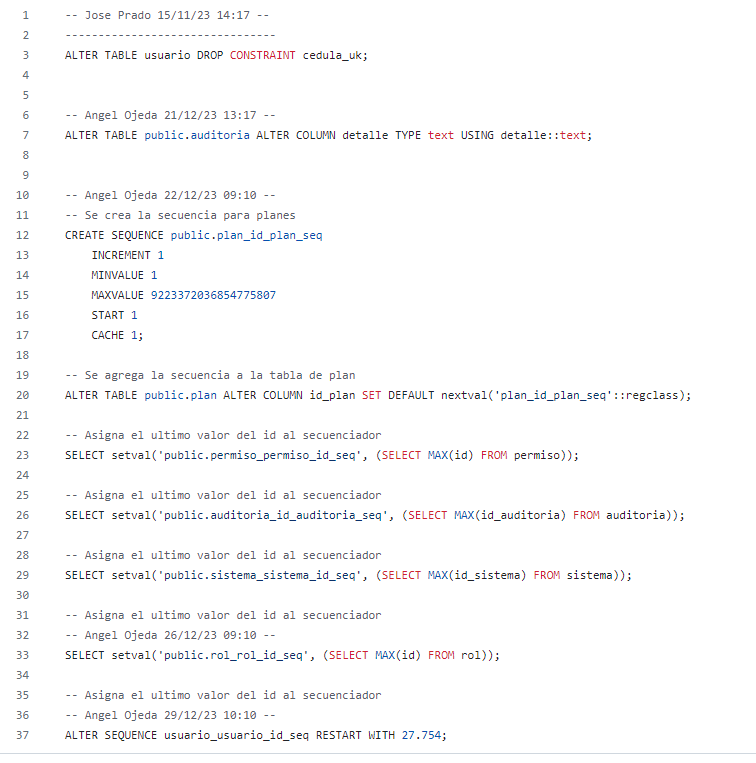 1 -- Jose Prado 15/11/23 14:17 --
2 --------------------------------
3 ALTER TABLE usuario DROP CONSTRAINT cedula_uk;
4
5
6 -- Angel Ojeda 21/12/23 13:17 --
7 ALTER TABLE public.auditoria ALTER COLUMN detalle TYPE text USING detalle::text;
8
9
10 -- Angel Ojeda 22/12/23 09:10 --
11 -- Se crea la secuencia para planes
12 CREATE SEQUENCE public.plan_id_plan_seq
13     INCREMENT 1
14     MINVALUE 1
15     MAXVALUE 9223372036854775807
16     START 1
17     CACHE 1;
18
19 -- Se agrega la secuencia a la tabla de plan
20 ALTER TABLE public.plan ALTER COLUMN id_plan SET DEFAULT nextval('plan_id_plan_seq'::regclass);
21
22 -- Asigna el ultimo valor del id al secuenciador
23 SELECT setval('public.permiso_permiso_id_seq', (SELECT MAX(id) FROM permiso));
24
25 -- Asigna el ultimo valor del id al secuenciador
26 SELECT setval('public.auditoria_id_auditoria_seq', (SELECT MAX(id_auditoria) FROM auditoria));
27
28 -- Asigna el ultimo valor del id al secuenciador
29 SELECT setval('public.sistema_sistema_id_seq', (SELECT MAX(id_sistema) FROM sistema));
30
31 -- Asigna el ultimo valor del id al secuenciador
32 -- Angel Ojeda 26/12/23 09:10 --
33 SELECT setval('public.rol_rol_id_seq', (SELECT MAX(id) FROM rol));
34
35 -- Asigna el ultimo valor del id al secuenciador
36 -- Angel Ojeda 29/12/23 10:10 --
37 ALTER SEQUENCE usuario_usuario_id_seq RESTART WITH 27.754;